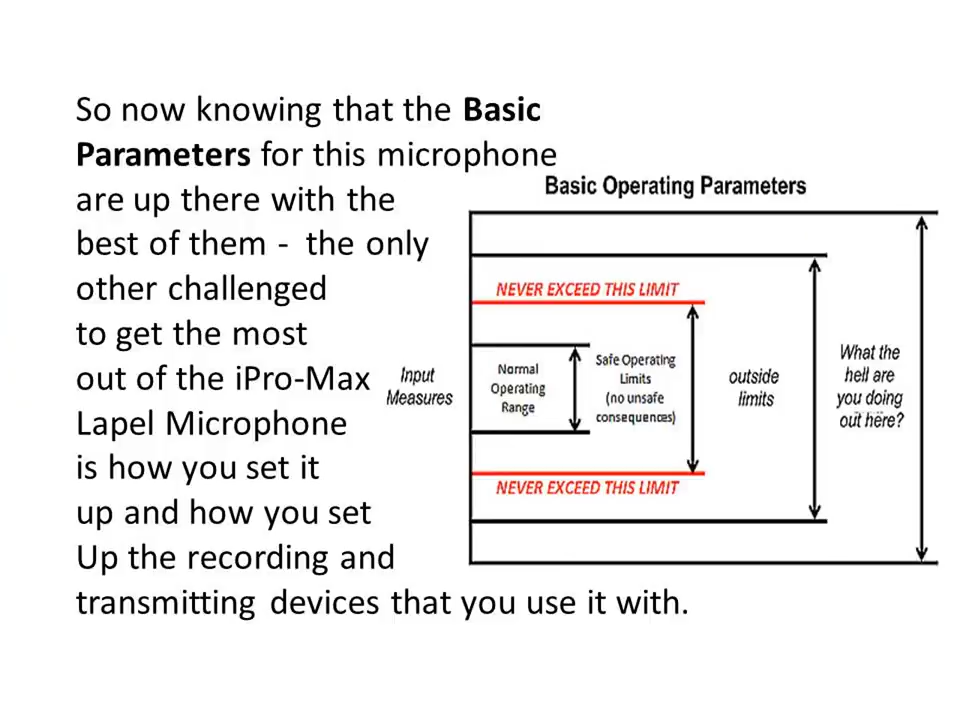 So now knowing that the Basic
Parameters for this microphone
are up there with the
best of them - the only
other challenged
to get the most
out of the iPro-Max
Lapel Microphone
is how you set it
up and how you set
Up the recording and
transmitting devices that you use it with.
Basic Operating Parameters
NEVER EXCEED THIS LIMIT
Input
Measures
Normal
Operating
Range
Safe Operating
Limits
(no unsafe
consequences)
outside
limits
What the
hell are
you doing
out here?
NEVER EXCEED THIS LIMIT